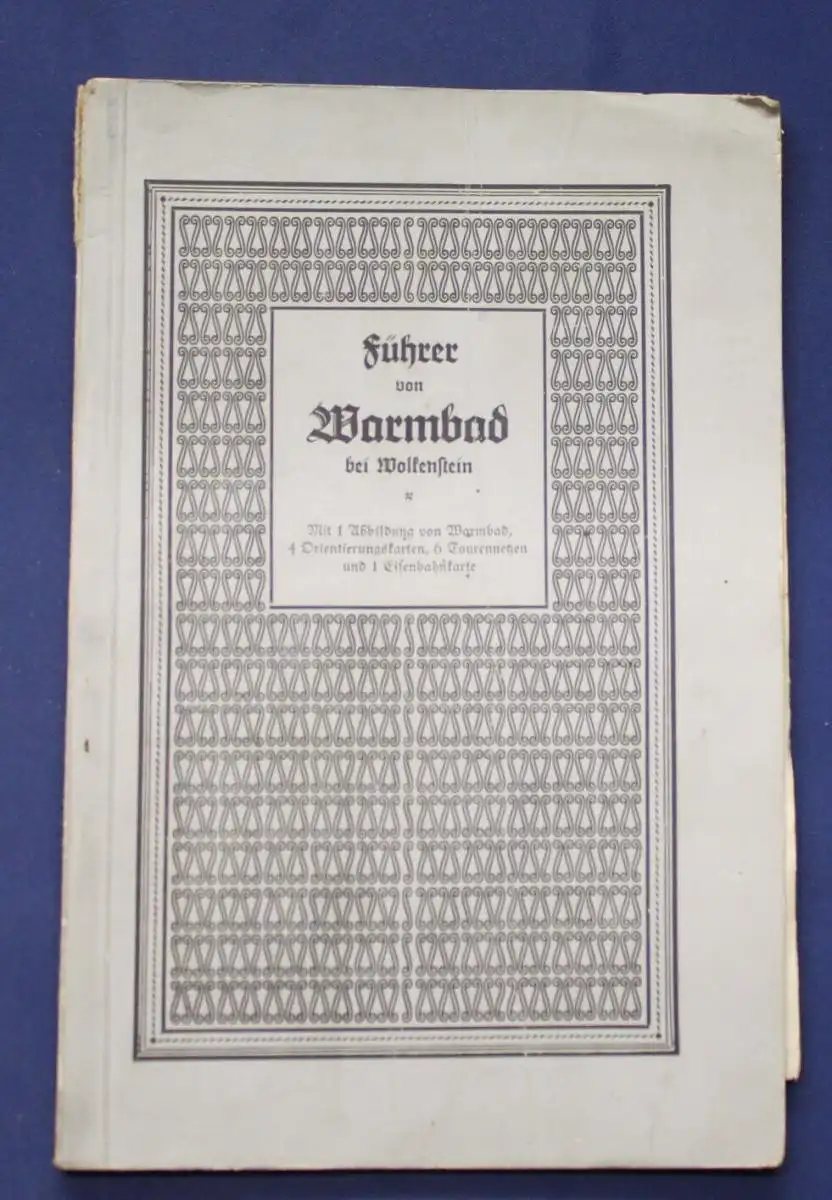 Führer
von
Warmbad
bei Wolkenstein
Mit 1 Abbildung von Warmbad,
4 Orientierungskarten, 6 Tourennetzen
und 1 Eisenbahnkarte